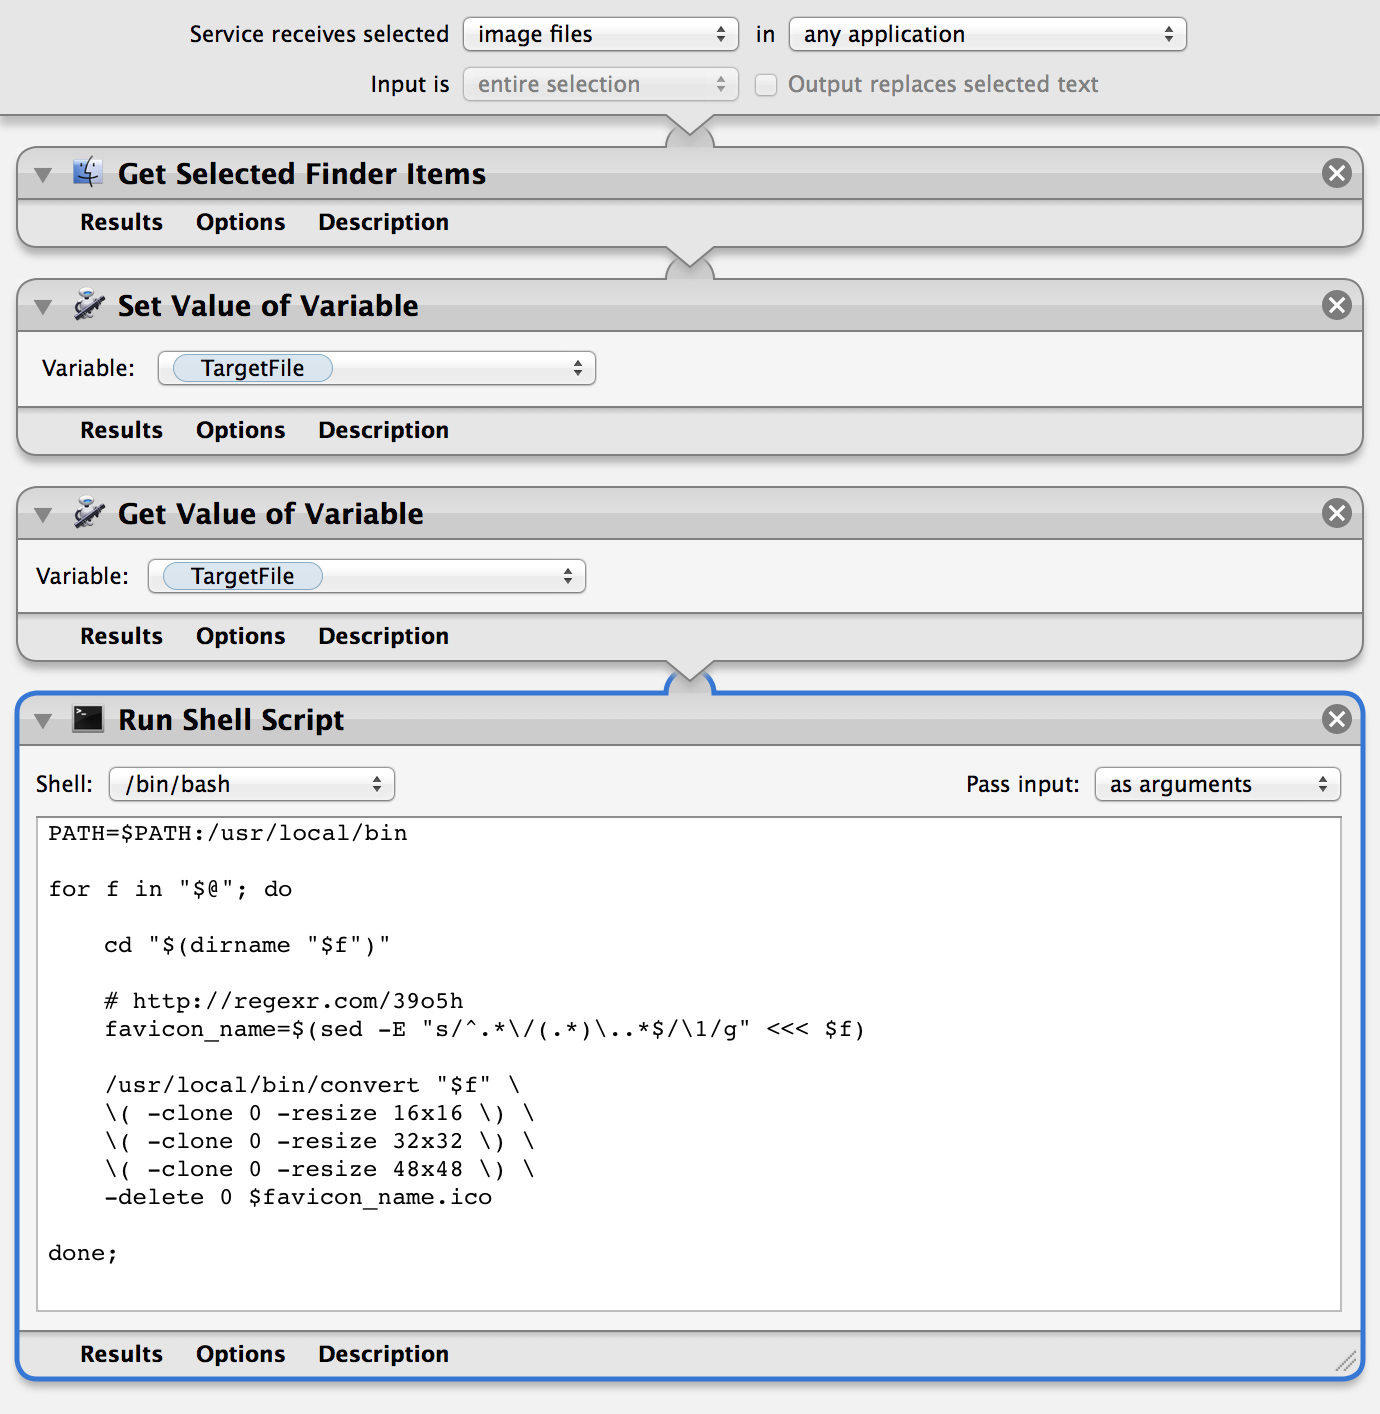 Service receives selected image files in any application
Input is entire selection Output replaces selected text
Get Selected Finder Items
Results Options Description
Set Value of Variable
Variable: TargetFile
Results Options Description
Get Value of Variable
Variable: TargetFile
Results Options Description
Run Shell Script
Shell: /bin/bash Pass input: as arguments
PATH=$PATH:/usr/local/bin
for f in "$@"; do
cd "$(dirname "$f")"
# http://regexr.com/39o5h
favicon_name=$(sed -E "s/^.*\/(.*)\..*$/\1/g" <<< $f)
/usr/local/bin/convert "$f" \
\( -clone 0 -resize 16x16 \) \
\( -clone 0 -resize 32x32 \) \
\( -clone 0 -resize 48x48 \) \
-delete 0 $favicon_name.ico
done;
Results Options Description